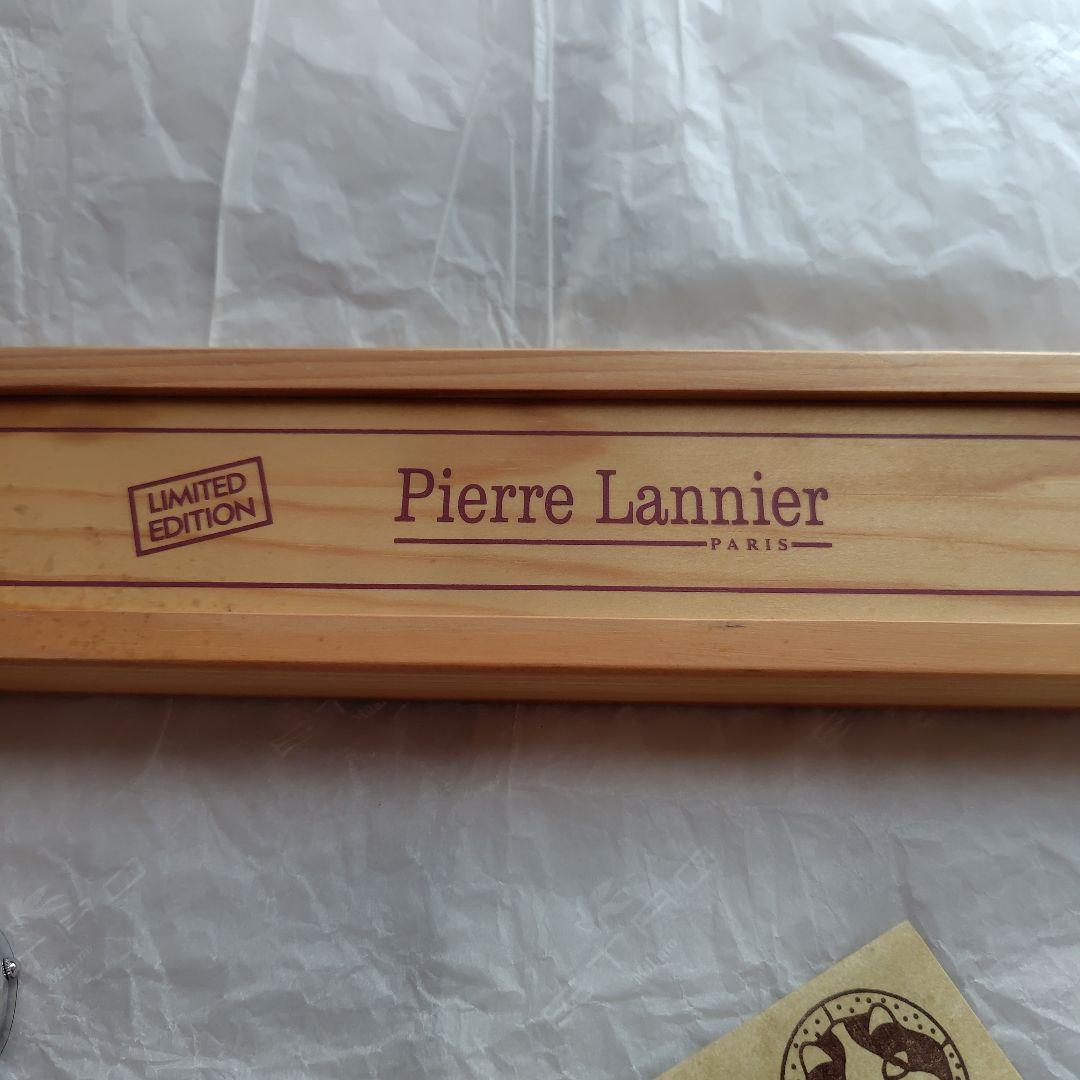 LIMITED
EDITION
Pierre Lannier
PARIS